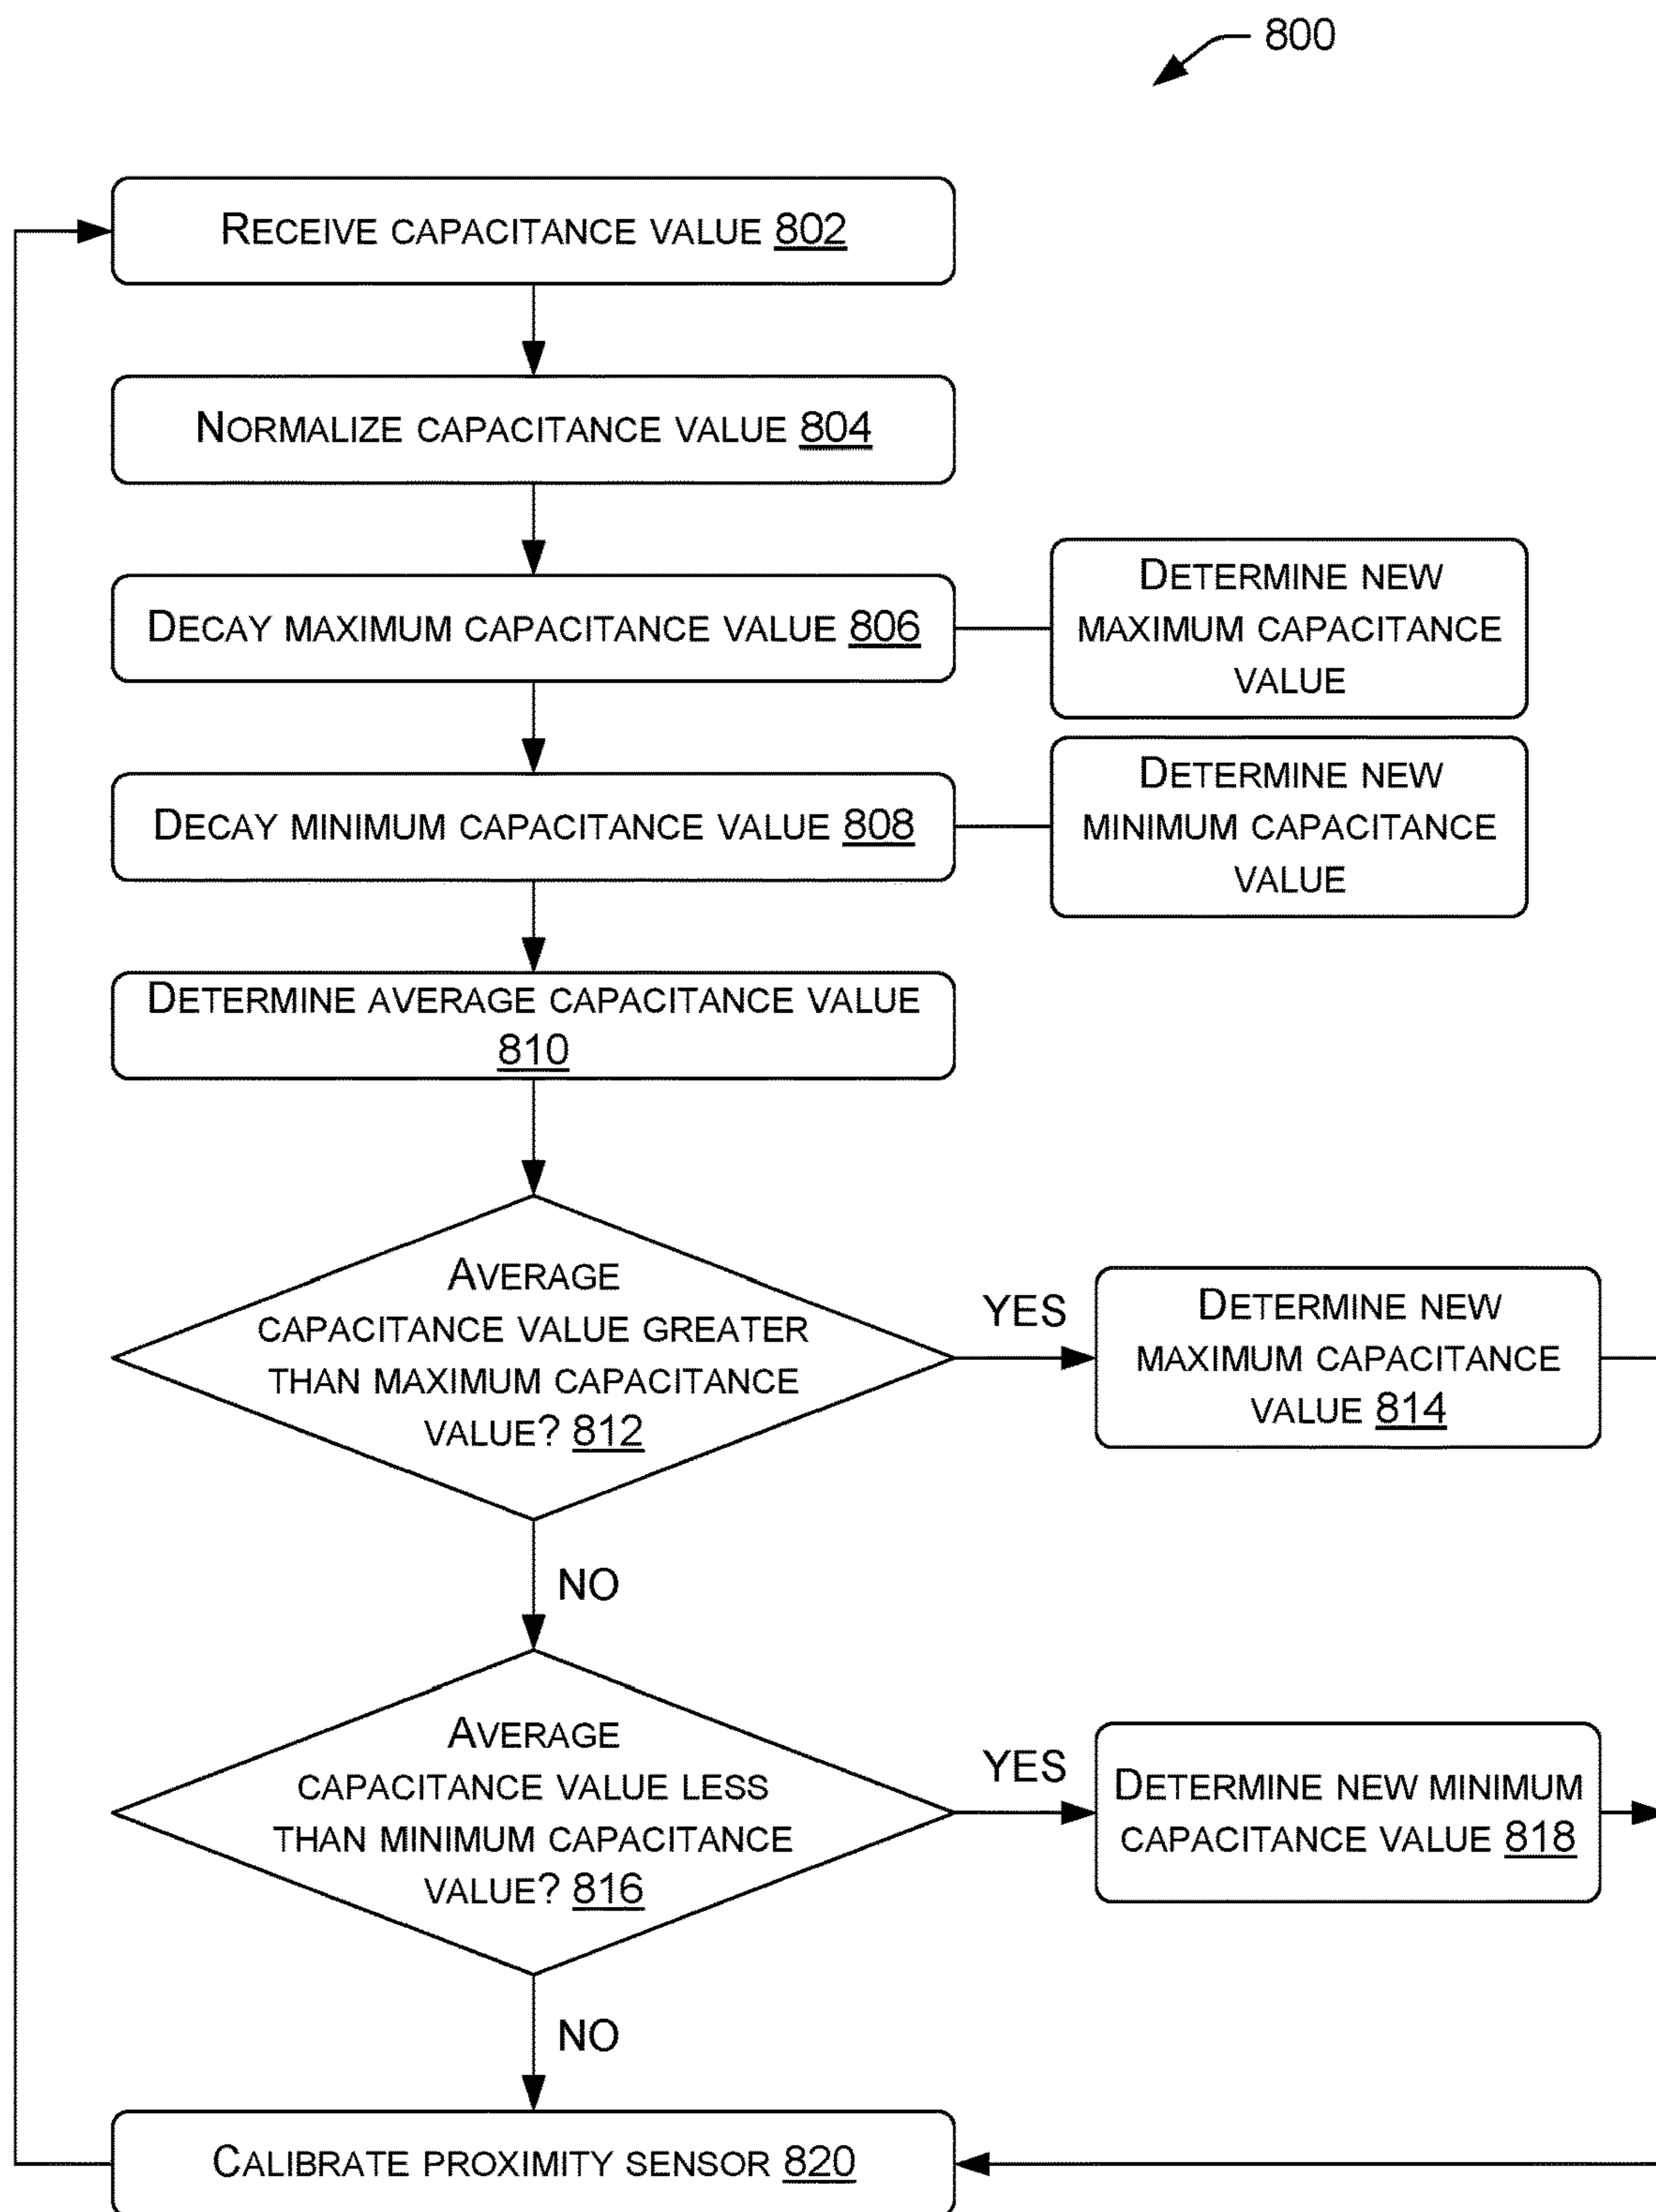 800
RECEIVE CAPACITANCE VALUE 802
NORMALIZE CAPACITANCE VALUE 804
DECAY MAXIMUM CAPACITANCE VALUE 806
DETERMINE NEW
MAXIMUM CAPACITANCE
VALUE
DECAY MINIMUM CAPACITANCE VALUE 808
DETERMINE NEW
MINIMUM CAPACITANCE
VALUE
DETERMINE AVERAGE CAPACITANCE VALUE
810
AVERAGE
CAPACITANCE VALUE GREATER
THAN MAXIMUM CAPACITANCE
VALUE? 812
YES
DETERMINE NEW
MAXIMUM CAPACITANCE
VALUE 814
NO
AVERAGE
CAPACITANCE VALUE LESS
THAN MINIMUM CAPACITANCE
VALUE? 816
YES
DETERMINE NEW MINIMUM
CAPACITANCE VALUE 818
NO
CALIBRATE PROXIMITY SENSOR 820